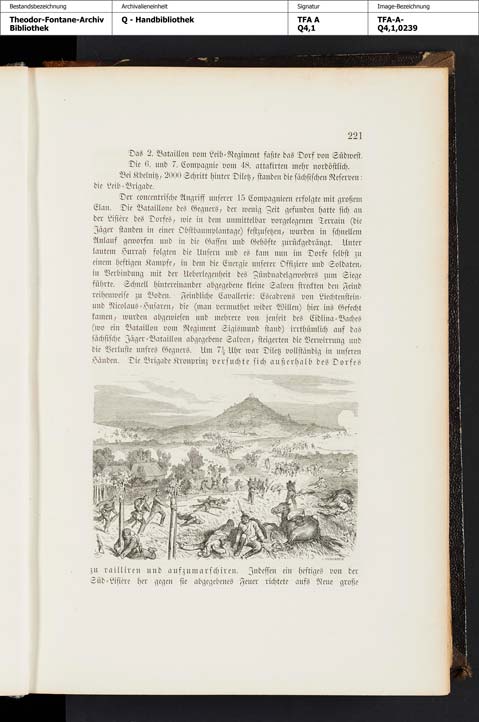 Bestandsbezeichnung
Archivalieneinheit
Signatur
Image-Bezeichnung
Theodor-Fontane-Archiv
Bibliothek
Q - Handbibliothek
TFA A
Q4,1
TFA-A-
Q4,1,0239
221
Das 2. Bataillon vom Leib-Regiment faßte das Dorf von Südwest.
Die 6. und 7. Compagnie vom 48. attakirten mehr nordöstlich.
Bei Kbelnitz, 2000 Schritt hinter Diletz, standen die sächsischen Reserven:
die Leib-Brigade.
Der concentrische Angriff unserer 15 Compagnieen erfolgte mit großem
Elan. Die Bataillone des Gegners, der wenig Zeit gefunden hatte sich an
der Lisière des Dorfes, wie in dem unmittelbar vorgelegenen Terrain (die
Jäger standen in einer Obstbaumplantage) festzusetzen, wurden in schnellem
Anlauf geworfen und in die Gassen und Gehöfte zurückgedrängt. Unter
lautem Hurrah folgten die Unsern und es kam nun im Dorfe selbst zu
einem heftigen Kampfe, in dem die Energie unserer Offiziere und Soldaten,
in Verbindung mit der Ueberlegenheit des Zündnadelgewehres zum Siege
führte. Schnell hintereinander abgegebene kleine Salven streckten den Feind
reihenweise zu Boden. Feindliche Cavallerie: Escadrons von Liechtenstein-
und Nicolaus-Husaren, die (man vermuthet wider Willen) hier ins Gefecht
kamen, wurden abgewiesen und mehrere von jenseit des Cidlina-Baches
(wo ein Bataillon vom Regiment Sigismund stand) irrthümlich auf das
sächsische Jäger-Bataillon abgegebene Salven, steigerten die Verwirrung und
die Verluste unsres Gegners. Um 7½ Uhr war Diletz vollständig in unseren
Händen. Die Brigade Kronprinz versuchte sich außerhalb des Dorfes
zu railliren und aufzumarschiren. Indessen ein heftiges von der
Süd-Lisière her gegen sie abgegebenes Feuer richtete aufs Neue große